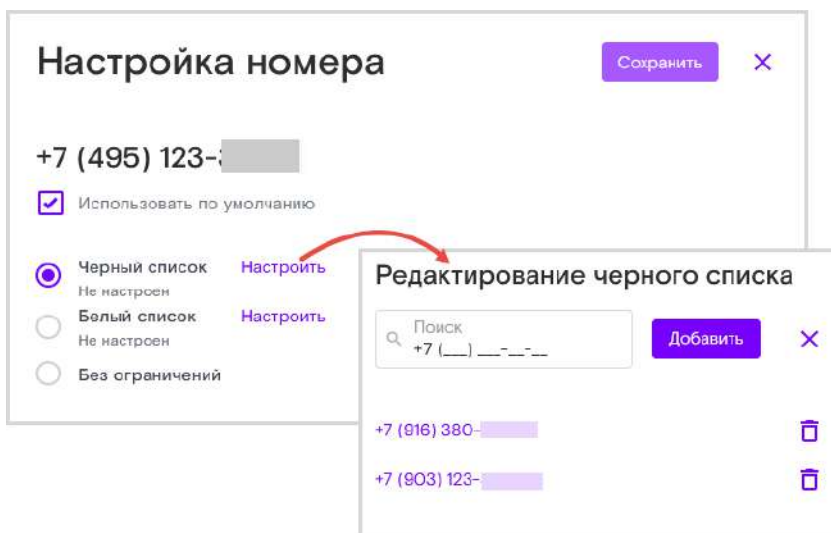 Настройка номера
Сохранить
+7 (495) 123-
Использовать по умолчанию
Черный список Настроить
Не настроен
Белый список Настроить
Не настроен
Без ограничений
Редактирование черного списка
Поиск
+7 (___) ___-__-__
Добавить
+7 (916) 380-
+7 (903) 123-